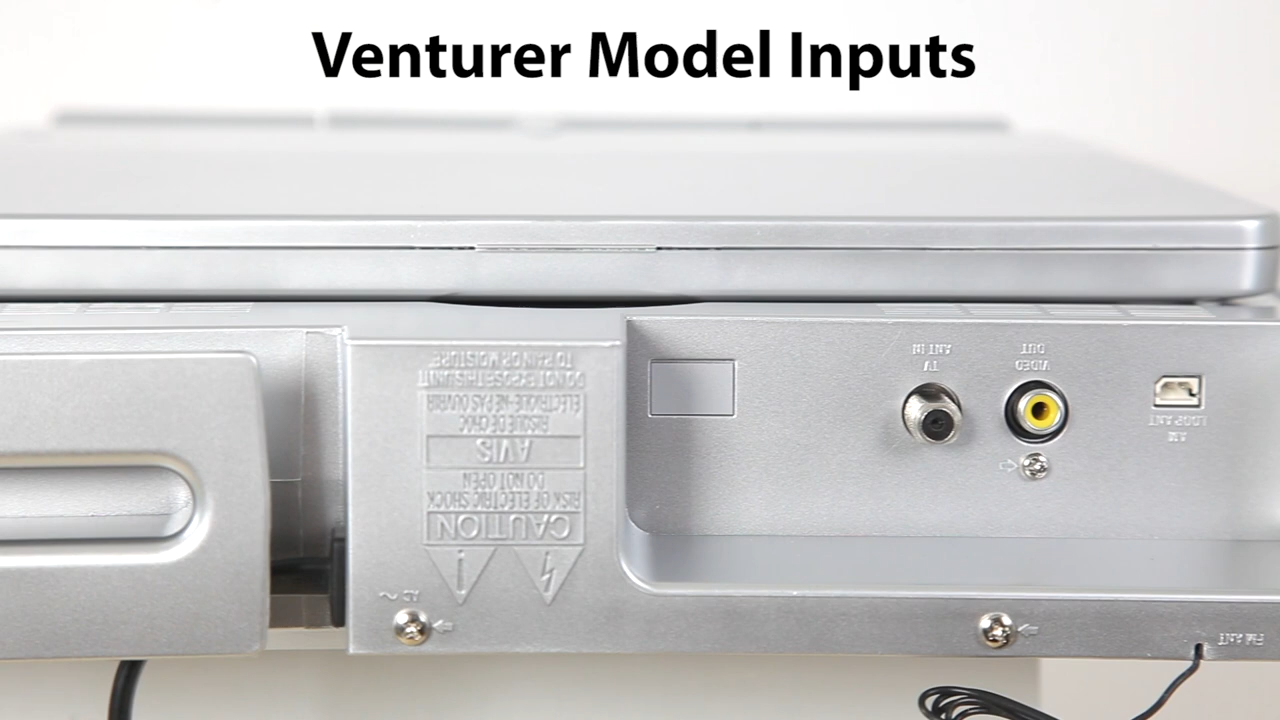 Venturer Model Inputs
TV
ANT IN
VIDEO
OUT
AM
LOOP ANT
CAUTION
RISK OF ELECTRIC SHOCK
DO NOT OPEN
AVIS
RISQUE DE CHOC
ELECTRIQUE-NE PAS OUVRIR
DO NOT EXPOSE THIS UNIT
TO RAIN OR MOISTURE
AC ~
FM ANT